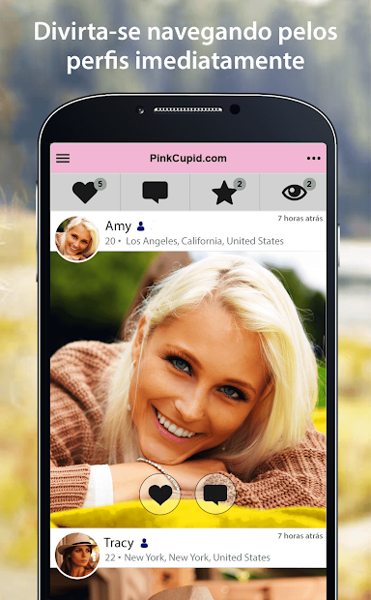 Divirta-se navegando pelos
perfis imediatamente
PinkCupid.com
5
2
2
Amy
7 horas atrás
20 • Los Angeles, California, United States
Tracy
7 horas atrás
22 • New York, New York, United States